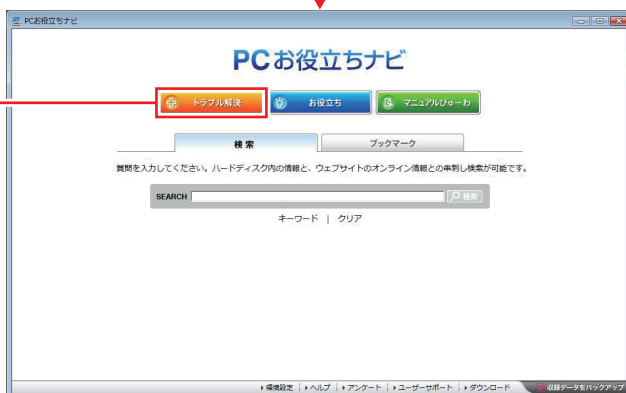 PCお役立ちナビ
PCお役立ちナビ
トラブル解決 お役立ち マニュアルびゅーわ
検索 ブックマーク
質問を入力してください。ハードディスク内の情報と、ウェブサイトのオンライン情報との串刺し検索が可能です。
SEARCH 検索
キーワード | クリア
環境設定 | ヘルプ | アンケート | ユーザーサポート | ダウンロード 収録データをバックアップ